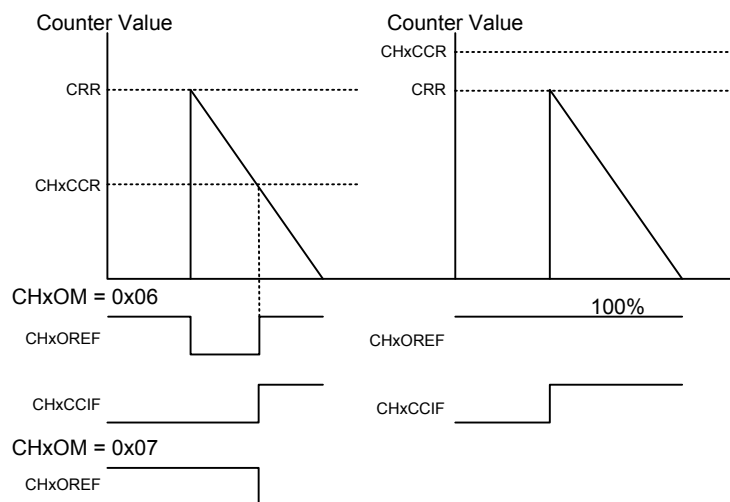 Counter Value
CRR
CHxCCR
CHxOM = 0x06
CHxOREF
CHxCCIF
CHxOM = 0x07
CHxOREF
Counter Value
CHxCCR
CRR
100%
CHxOREF
CHxCCIF